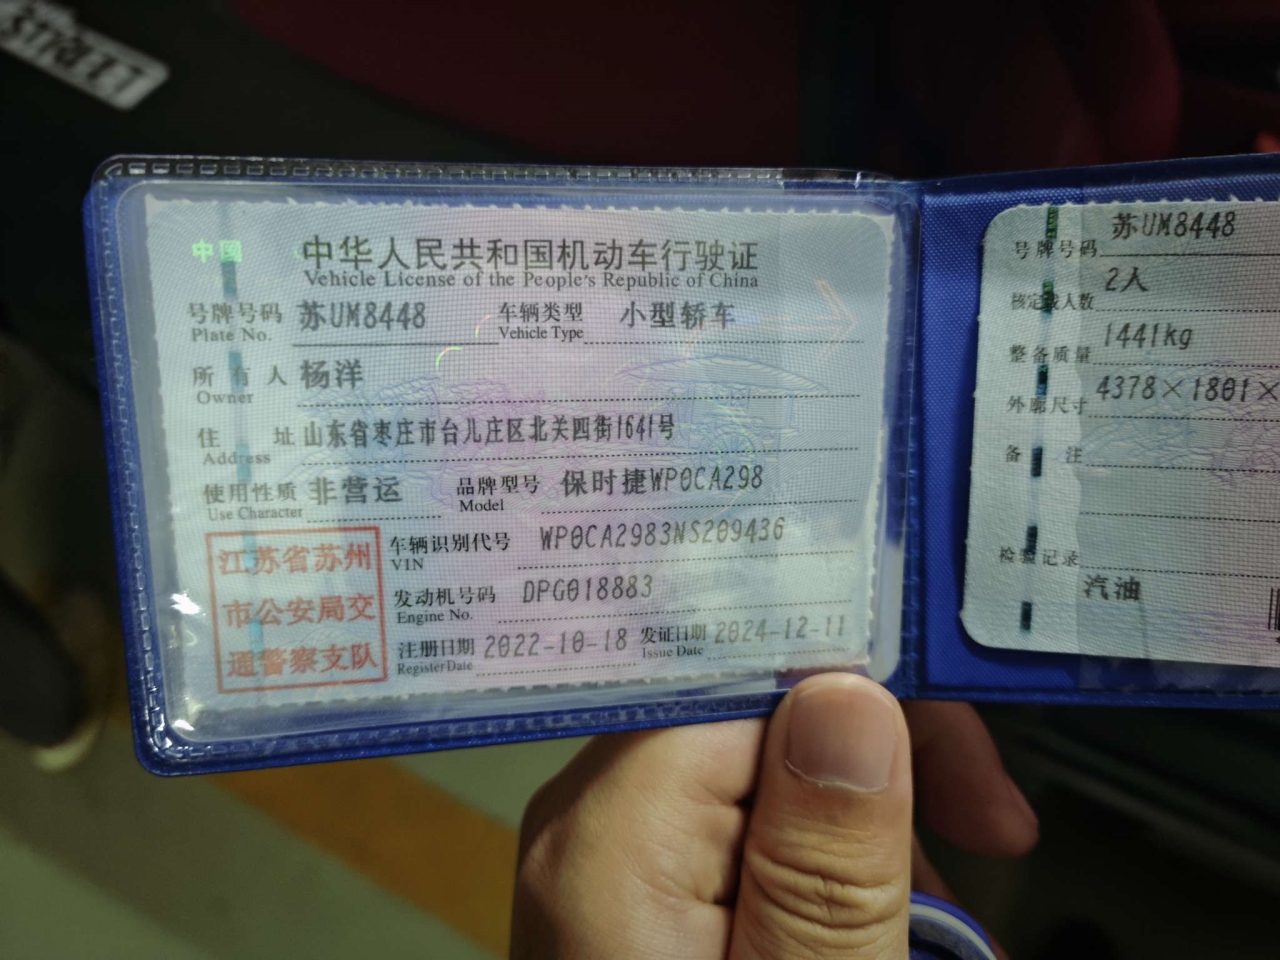 STREET
中国
中华人民共和国机动车行驶证
Vehicle License of the People's Republic of China
号牌号码 苏UM8448 车辆类型 小型轿车
Plate No. Vehicle Type
所有人 杨洋
Owner
住址 山东省枣庄市台儿庄区北关四街1641号
Address
使用性质 非营运 品牌型号 保时捷WP0CA298
Use Character Model
江苏省苏州
市公安局交
通警察支队
车辆识别代号 WP0CA2983NS209436
VIN
发动机号码 DPG018883
Engine No.
注册日期 2022-10-18 发证日期 2024-12-11
Register Date Issue Date
号牌号码 苏UM8448
核定载人数 2人
整备质量 1441kg
外廓尺寸 4378×1801×
备注
检验记录
汽油